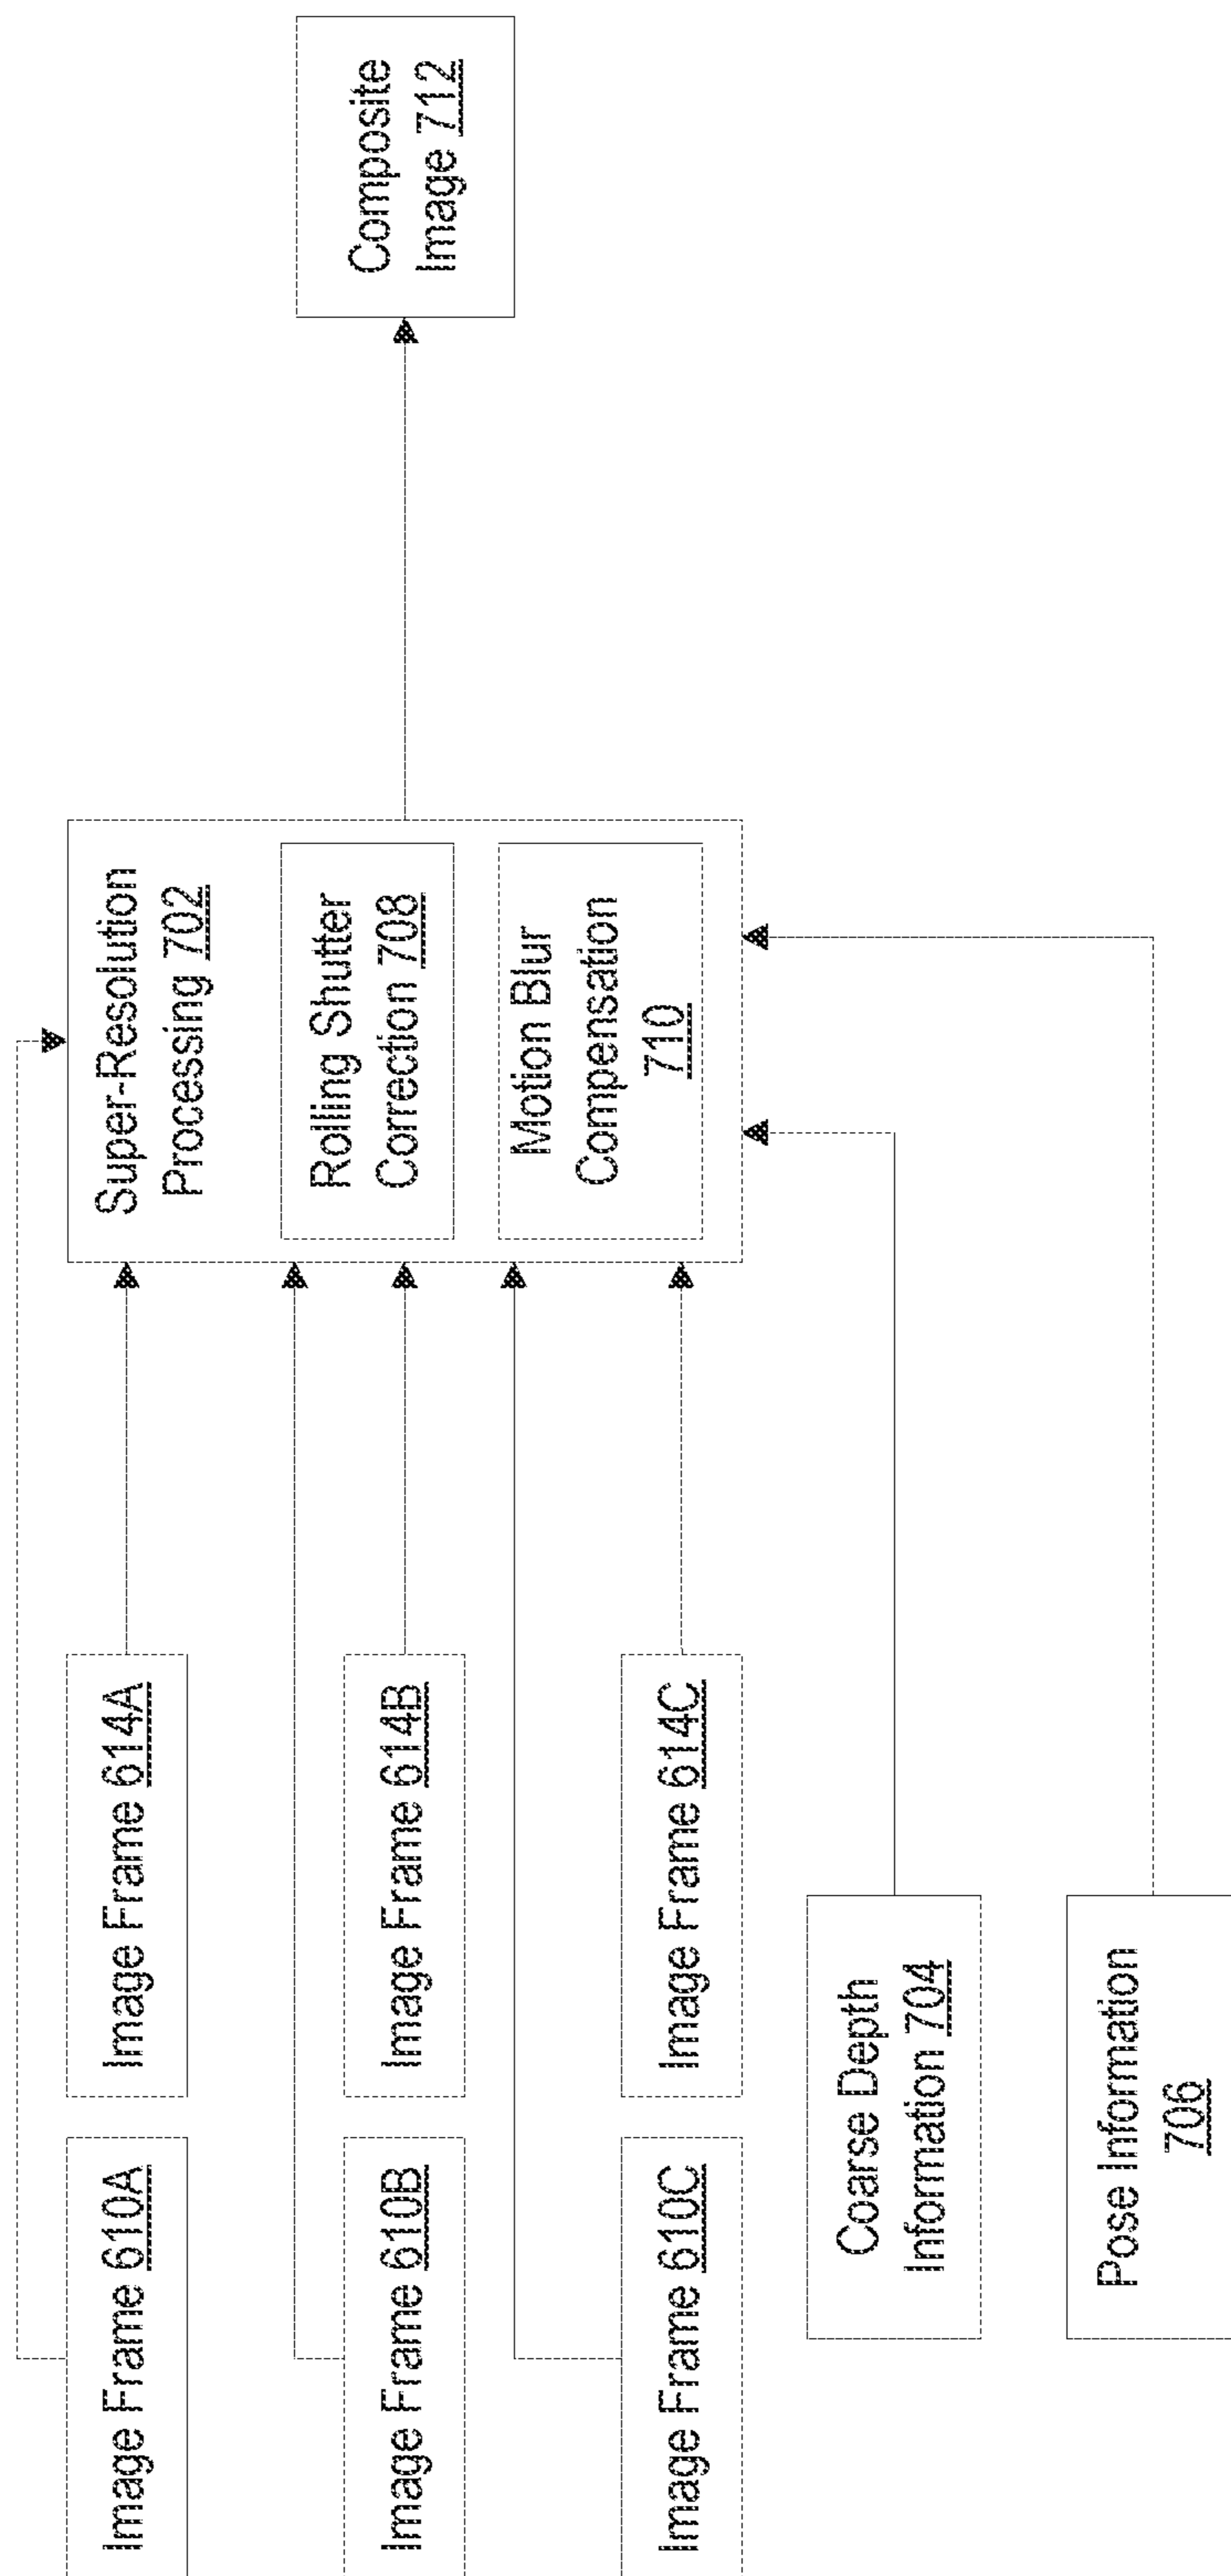 Image Frame 610A
Image Frame 614A
Image Frame 610B
Image Frame 614B
Image Frame 610C
Image Frame 614C
Coarse Depth
Information 704
Pose Information
706
Super-Resolution
Processing 702
Rolling Shutter
Correction 708
Motion Blur
Compensation
710
Composite
Image 712